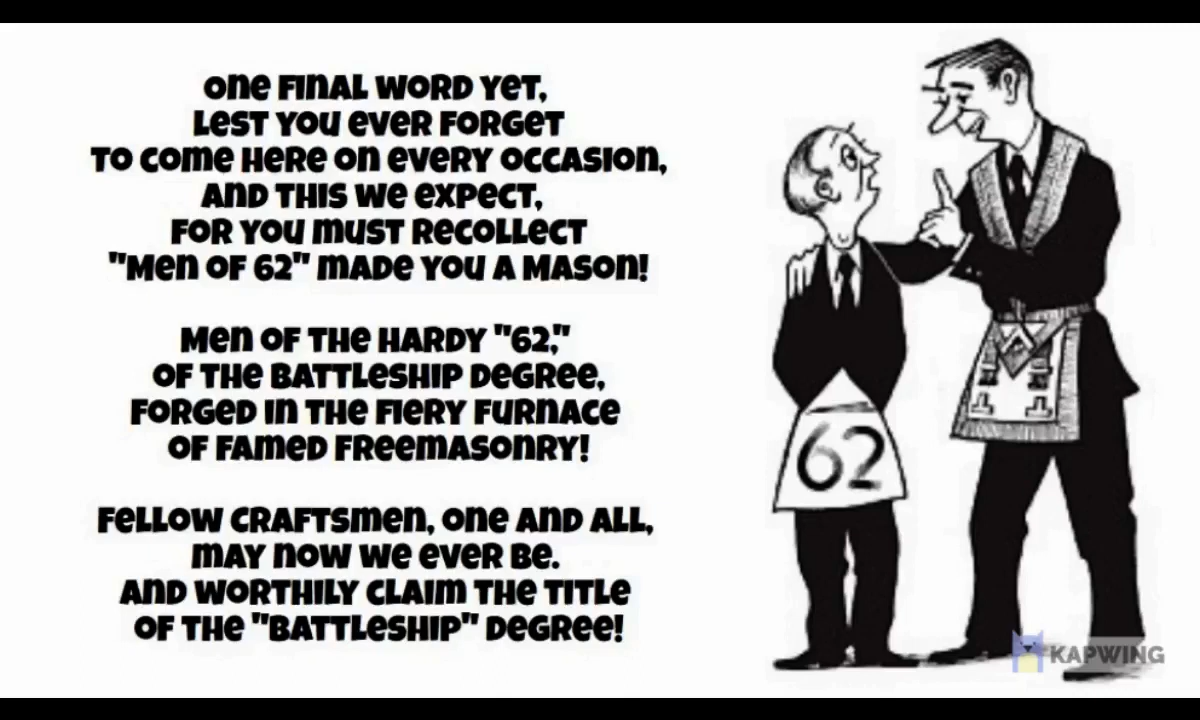 One final word yet,
Lest you ever forget
To come here on every occasion,
And this we expect,
For you must recollect
"Men of 62" made you a Mason!
Men of the hardy "62,"
Of the Battleship Degree,
Forged in the fiery furnace
Of famed Freemasonry!
Fellow Craftsmen, one and all,
May now we ever be.
And worthily claim the title
Of the "Battleship" Degree!
62
KAPWING